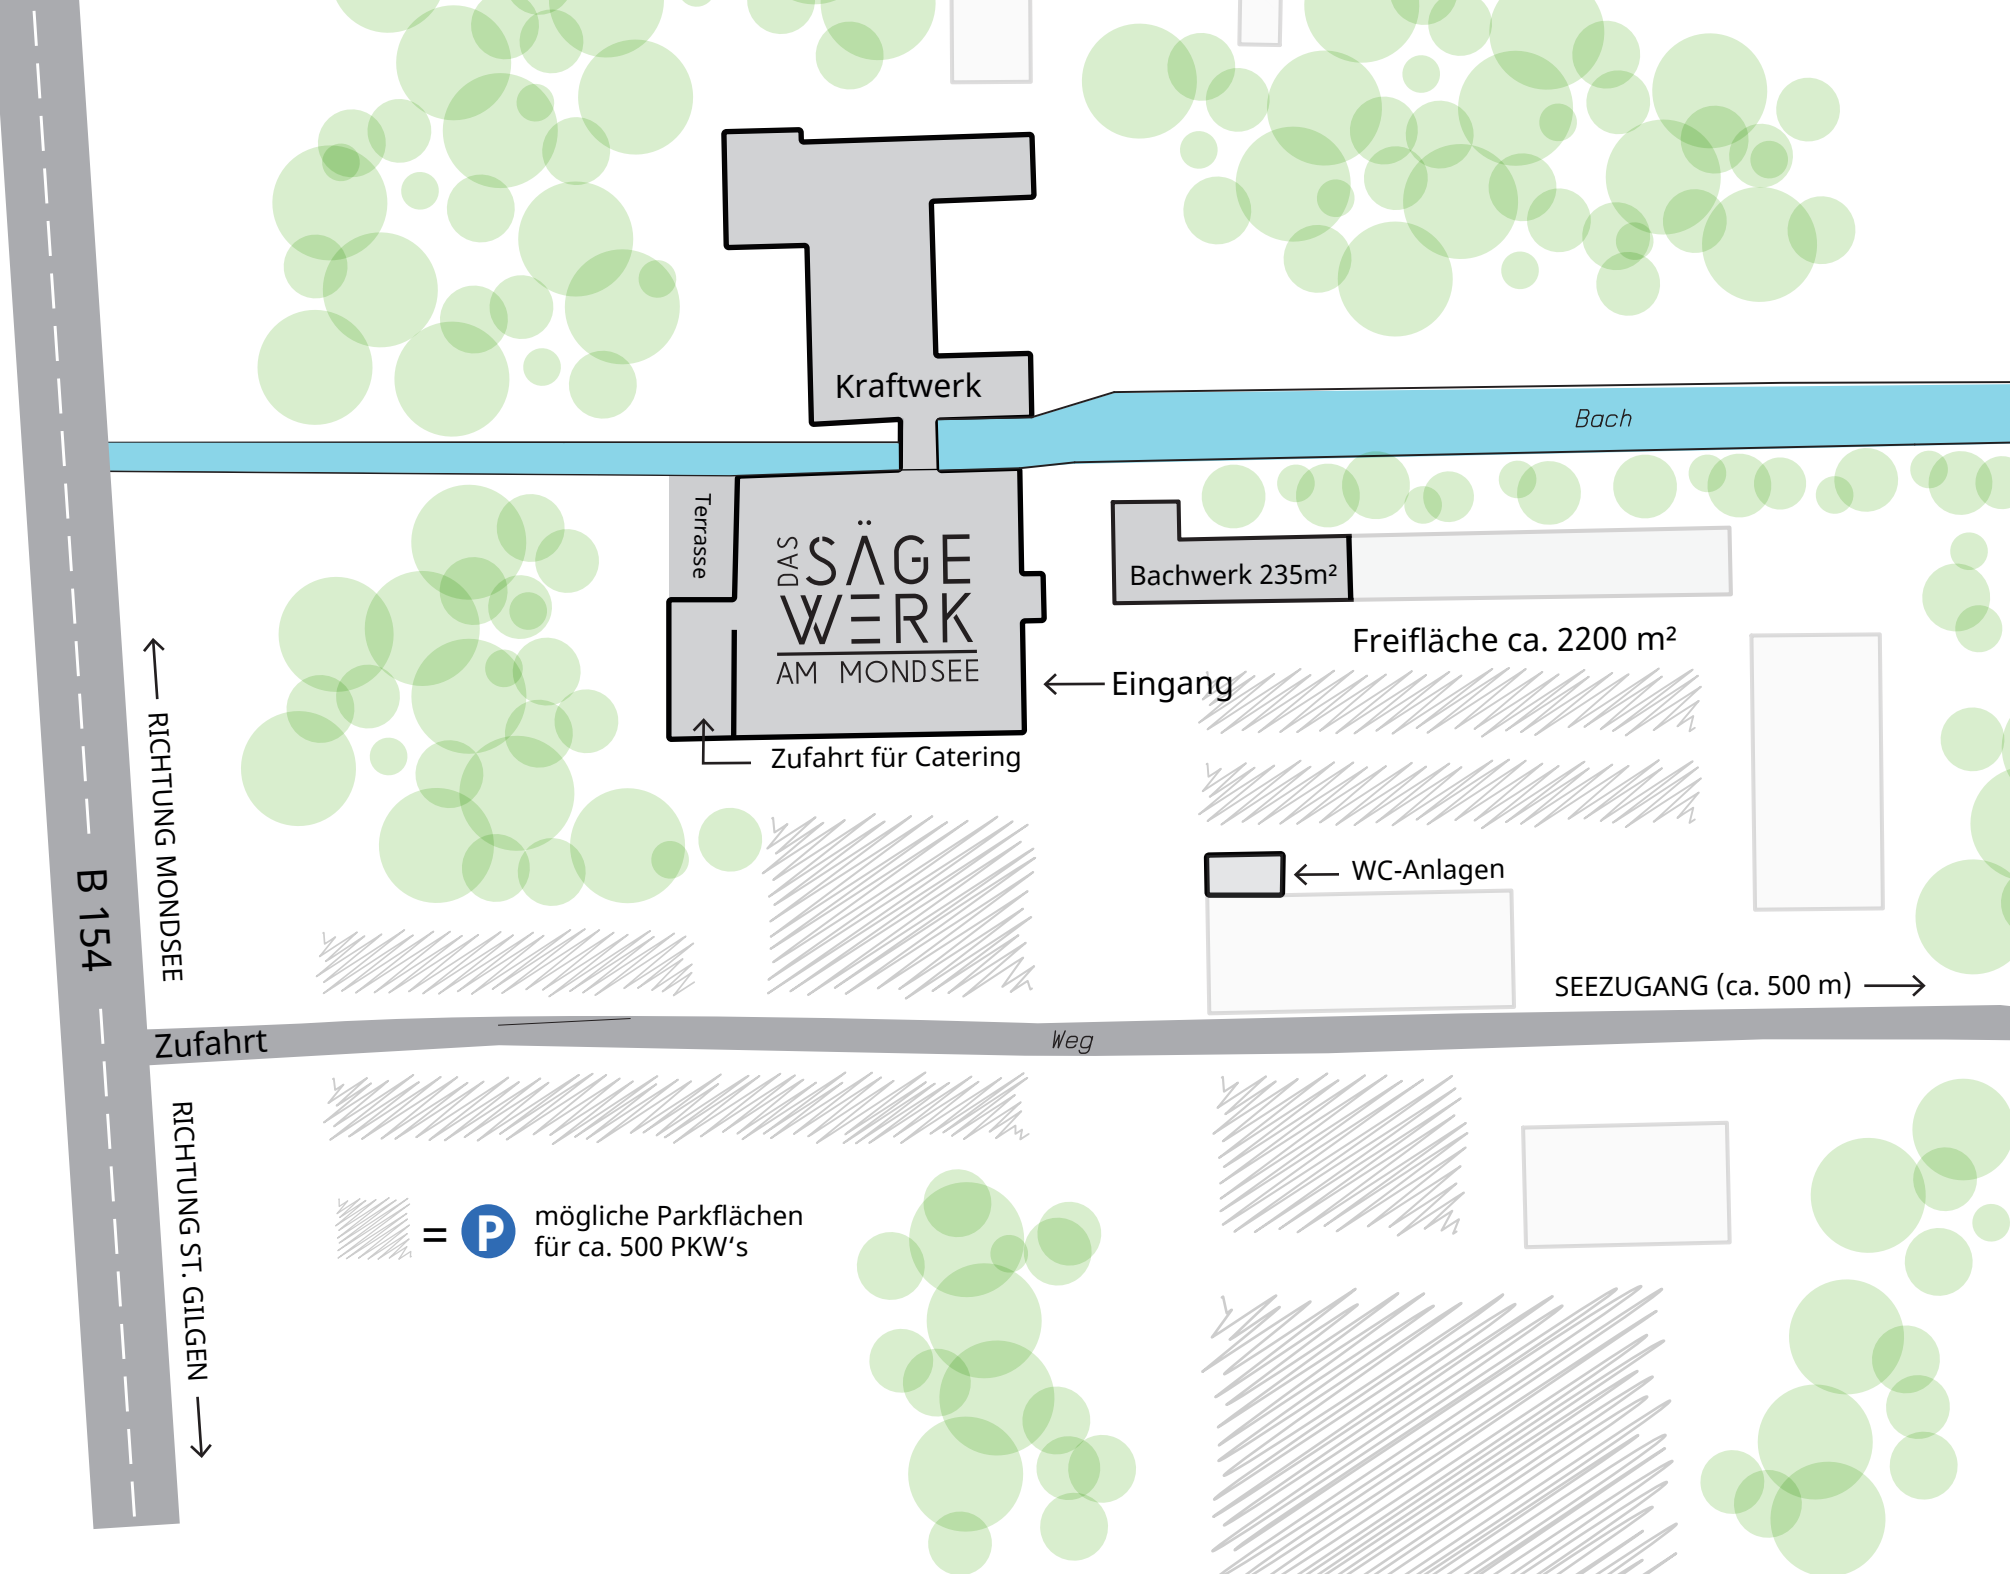 Kraftwerk
Bach
Terrasse
DAS
SÄGE
WERK
AM MONDSEE
Bachwerk 235m²
Freifläche ca. 2200 m²
Eingang
Zufahrt für Catering
RICHTUNG MONDSEE
B 154
WC-Anlagen
SEEZUGANG (ca. 500 m)
Zufahrt
Weg
RICHTUNG ST. GILGEN
= P mögliche Parkflächen
für ca. 500 PKW‘s